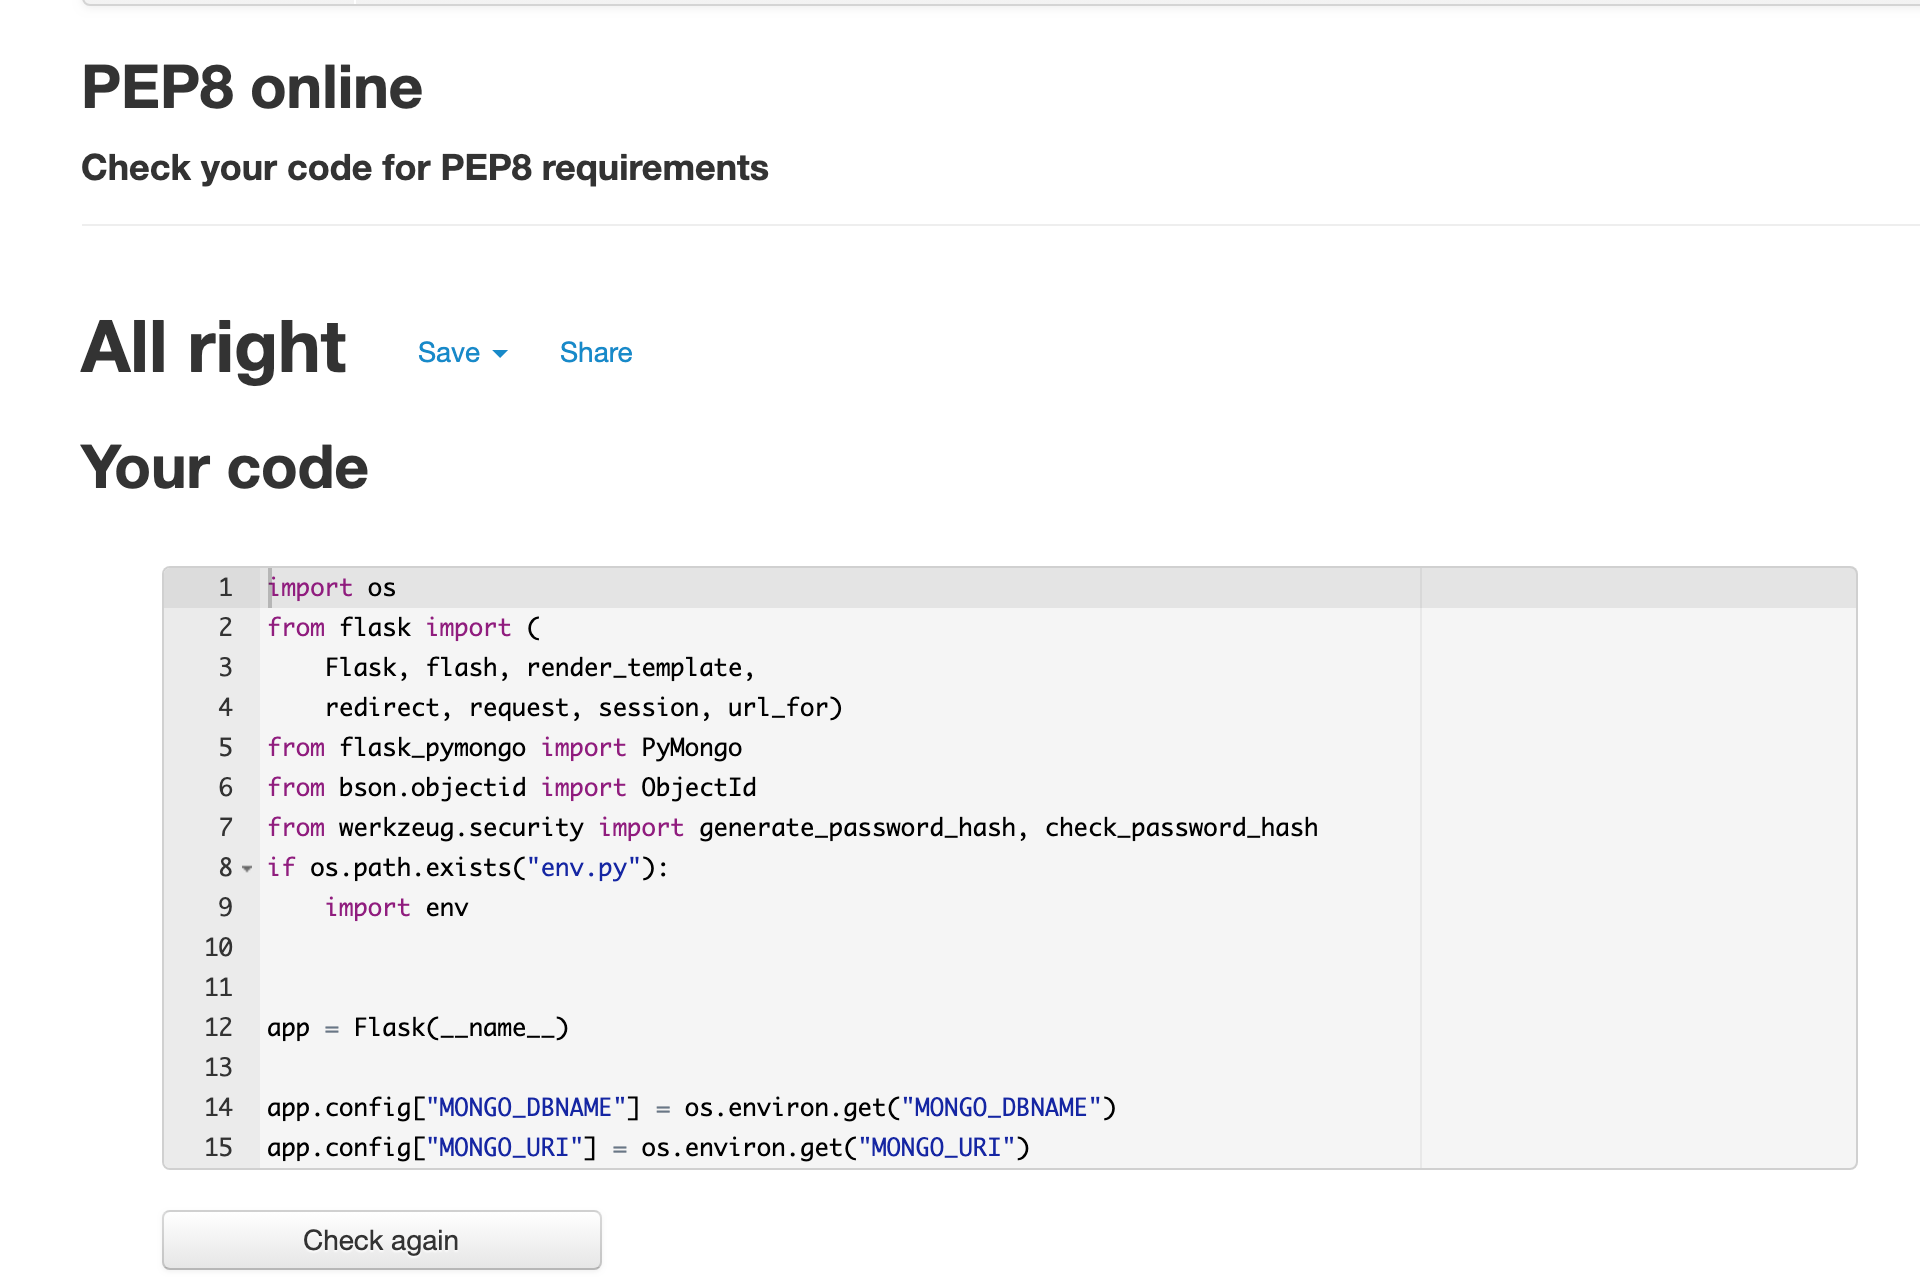 PEP8 online
Check your code for PEP8 requirements
All right
Save
Share
Your code
1 import os
2 from flask import (
3     Flask, flash, render_template,
4     redirect, request, session, url_for)
5 from flask_pymongo import PyMongo
6 from bson.objectid import ObjectId
7 from werkzeug.security import generate_password_hash, check_password_hash
8 if os.path.exists("env.py"):
9     import env
10
11
12 app = Flask(__name__)
13
14 app.config["MONGO_DBNAME"] = os.environ.get("MONGO_DBNAME")
15 app.config["MONGO_URI"] = os.environ.get("MONGO_URI")
Check again